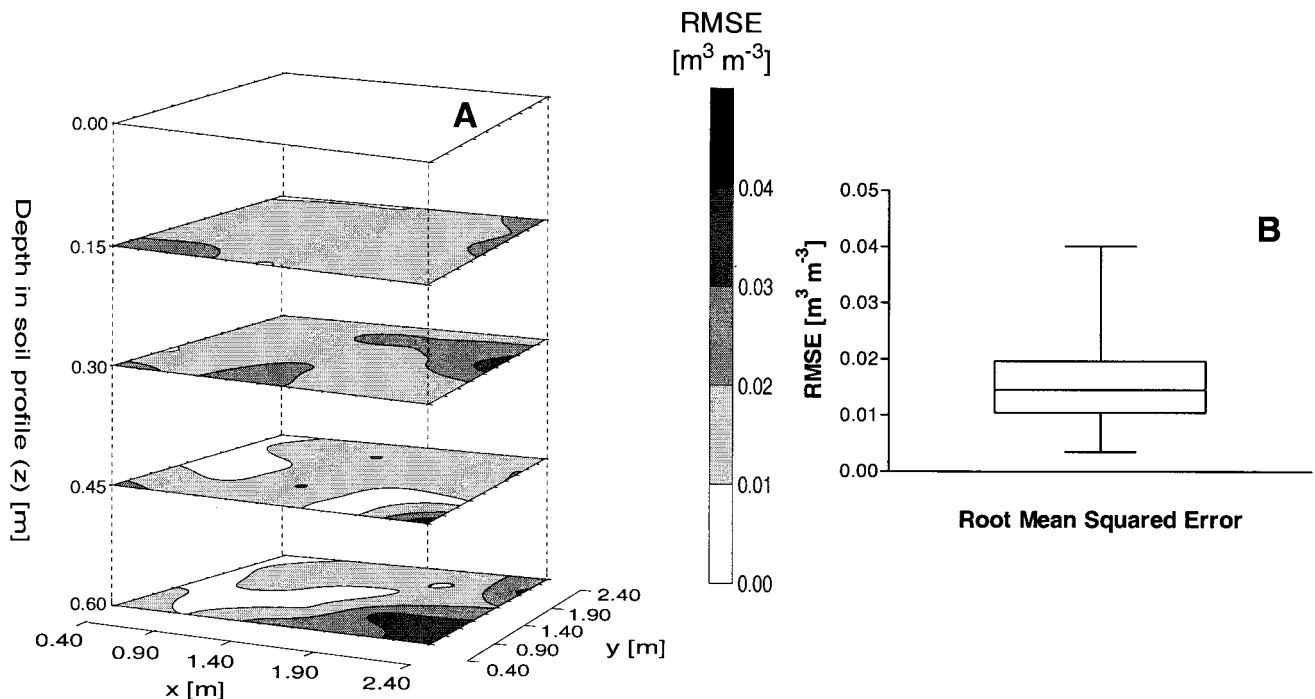 A
0.00
0.15
0.30
0.45
0.60
Depth in soil profile (z) [m]
0.40
0.90
1.40
1.90
2.40
x [m]
0.40
0.90
1.40
1.90
2.40
y [m]
RMSE
[m³ m⁻³]
0.04
0.03
0.02
0.01
0.00
B
0.05
0.04
0.03
0.02
0.01
0.00
RMSE [m³ m⁻³]
Root Mean Squared Error